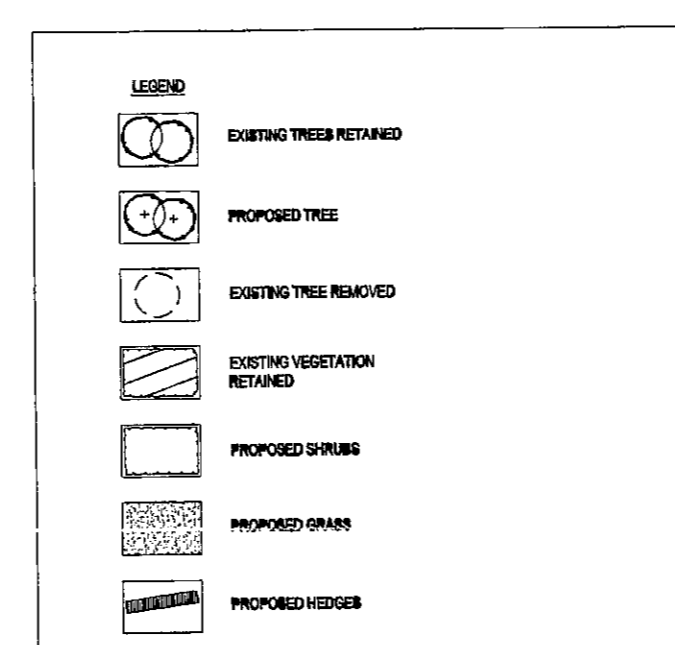 LEGEND
EXISTING TREES RETAINED
PROPOSED TREE
EXISTING TREE REMOVED
EXISTING VEGETATION
RETAINED
PROPOSED SHRUBS
PROPOSED GRASS
PROPOSED HEDGES